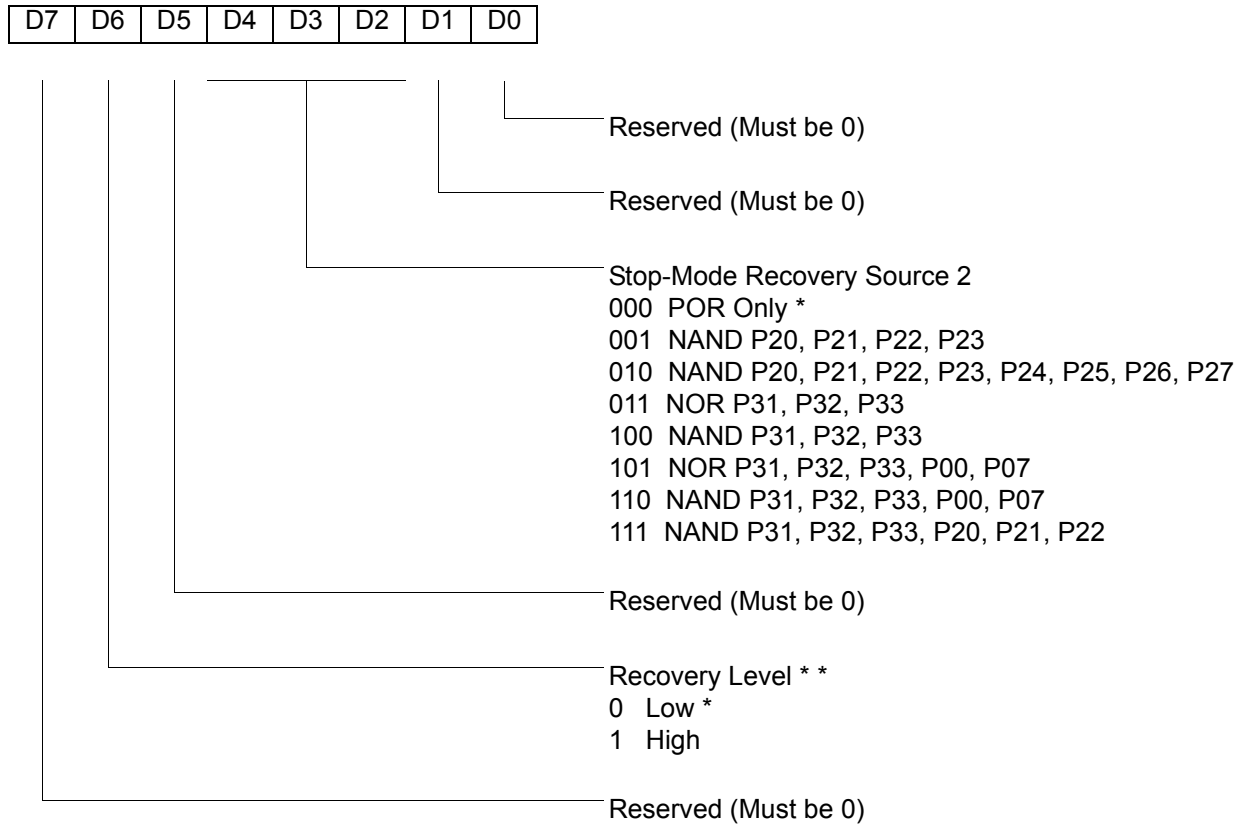 D7 D6 D5 D4 D3 D2 D1 D0
Reserved (Must be 0)
Reserved (Must be 0)
Stop-Mode Recovery Source 2
000 POR Only *
001 NAND P20, P21, P22, P23
010 NAND P20, P21, P22, P23, P24, P25, P26, P27
011 NOR P31, P32, P33
100 NAND P31, P32, P33
101 NOR P31, P32, P33, P00, P07
110 NAND P31, P32, P33, P00, P07
111 NAND P31, P32, P33, P20, P21, P22
Reserved (Must be 0)
Recovery Level * *
0 Low *
1 High
Reserved (Must be 0)